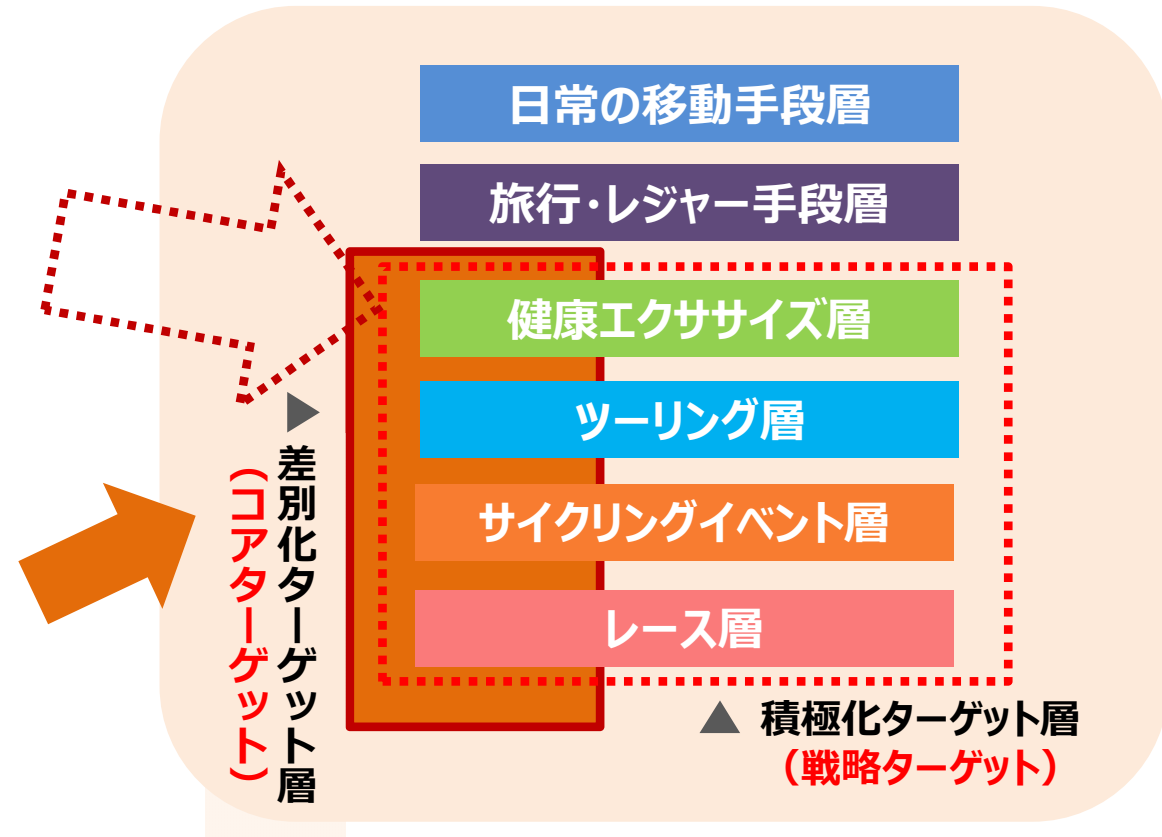 日常の移動手段層
旅行・レジャー手段層
健康エクササイズ層
ツーリング層
サイクリングイベント層
レース層
▶差別化ターゲット層
（コアターゲット）
▲ 積極化ターゲット層
（戦略ターゲット）